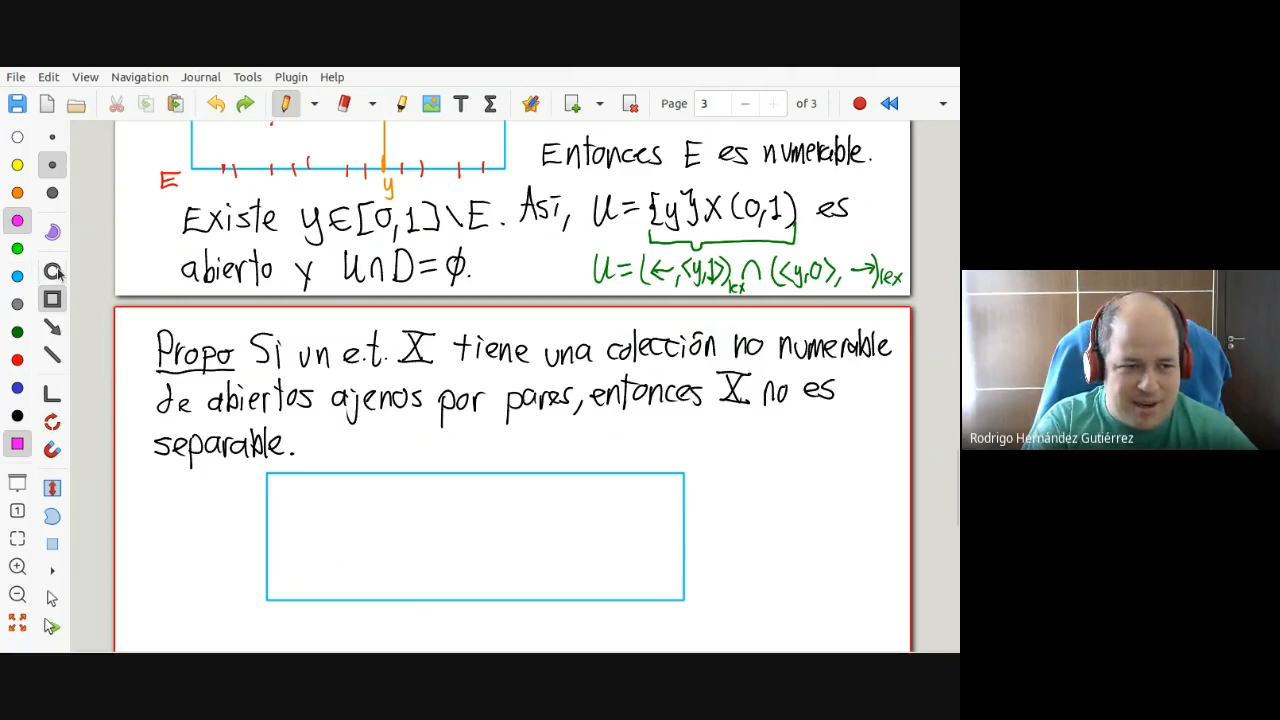 File Edit View Navigation Journal Tools Plugin Help
Page 3 of 3
Entonces E es numerable.
E
y
Existe y∈[0,1]\E. Así, U={y}X(0,1) es
abierto y U∩D=∅.
U=(←,<y,1>)lex∩(<y,0>,→)lex
Propo Si un e.t. X tiene una colección no numerable
de abiertos ajenos por pares, entonces X no es
separable.
Rodrigo Hernández Gutiérrez